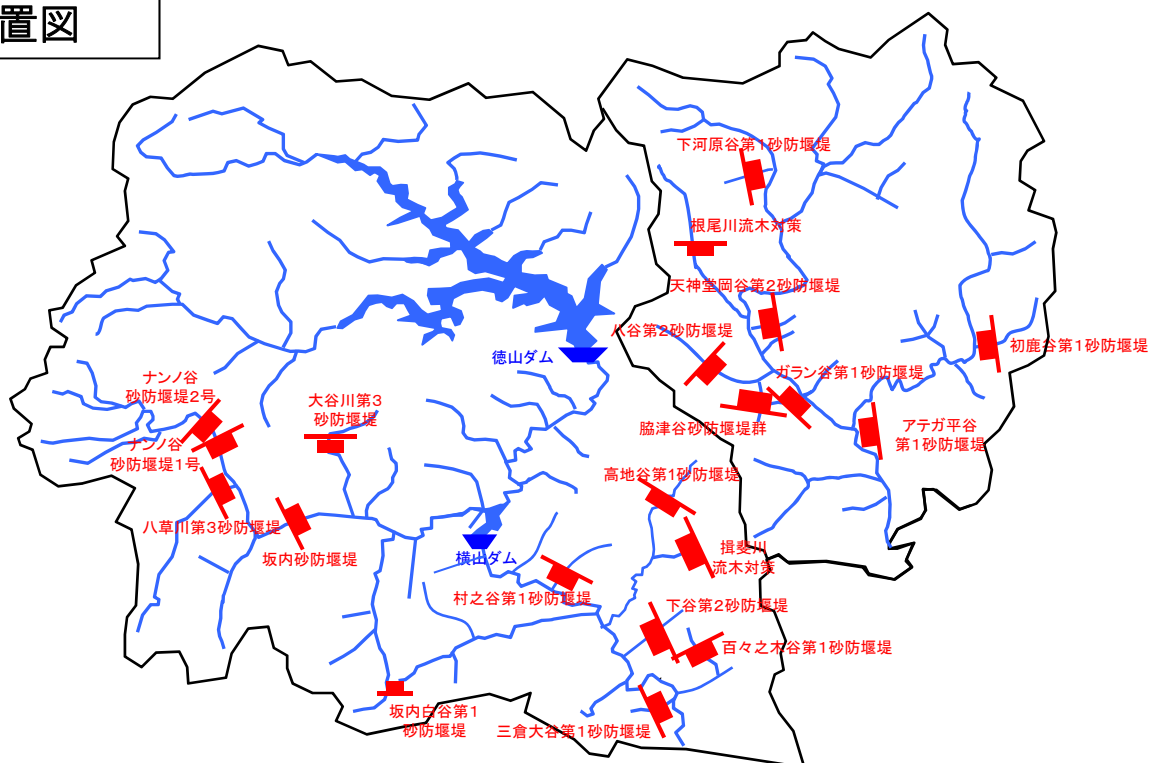 置図
下河原谷第1砂防堰堤
根尾川流木対策
天神堂岡谷第2砂防堰堤
八谷第2砂防堰堤
初鹿谷第1砂防堰堤
徳山ダム
ガラン谷第1砂防堰堤
ナンノ谷
砂防堰堤2号
大谷川第3
砂防堰堤
脇津谷砂防堰堤群
アテガ平谷
第1砂防堰堤
ナンノ谷
砂防堰堤1号
高地谷第1砂防堰堤
八草川第3砂防堰堤
坂内砂防堰堤
横山ダム
揖斐川
流木対策
村之谷第1砂防堰堤
下谷第2砂防堰堤
百々之木谷第1砂防堰堤
坂内白谷第1
砂防堰堤
三倉大谷第1砂防堰堤